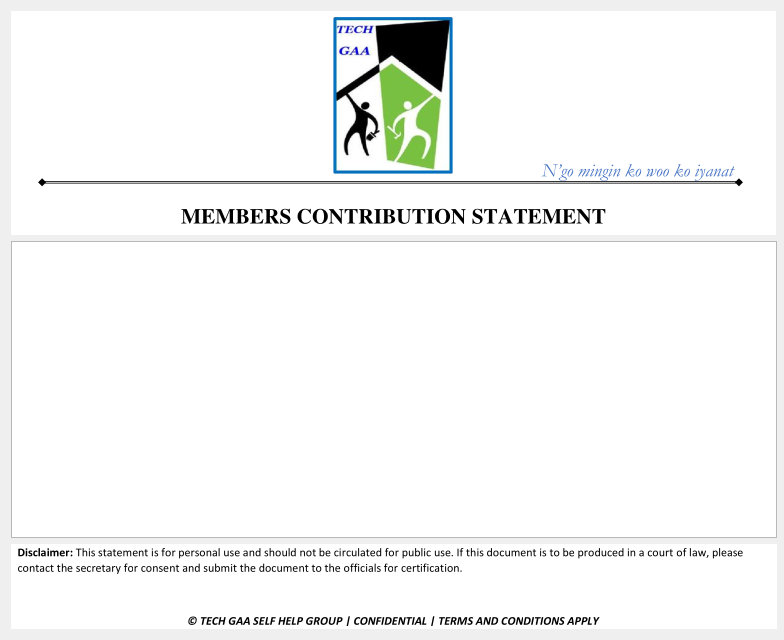 TECH
GAA
N'go mingin ko woo ko iyanat
MEMBERS CONTRIBUTION STATEMENT
Disclaimer: This statement is for personal use and should not be circulated for public use. If this document is to be produced in a court of law, please
contact the secretary for consent and submit the document to the officials for certification.
© TECH GAA SELF HELP GROUP | CONFIDENTIAL | TERMS AND CONDITIONS APPLY